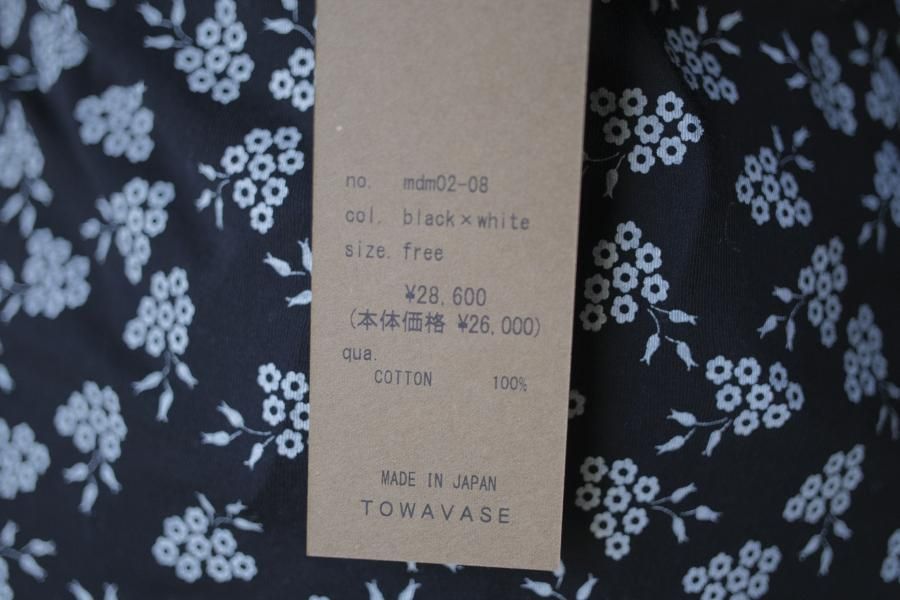 no. mdm02-08
col. black×white
size. free
¥28,600
(本体価格 ¥26,000)
qua.
COTTON 100%
MADE IN JAPAN
TOWAVASE